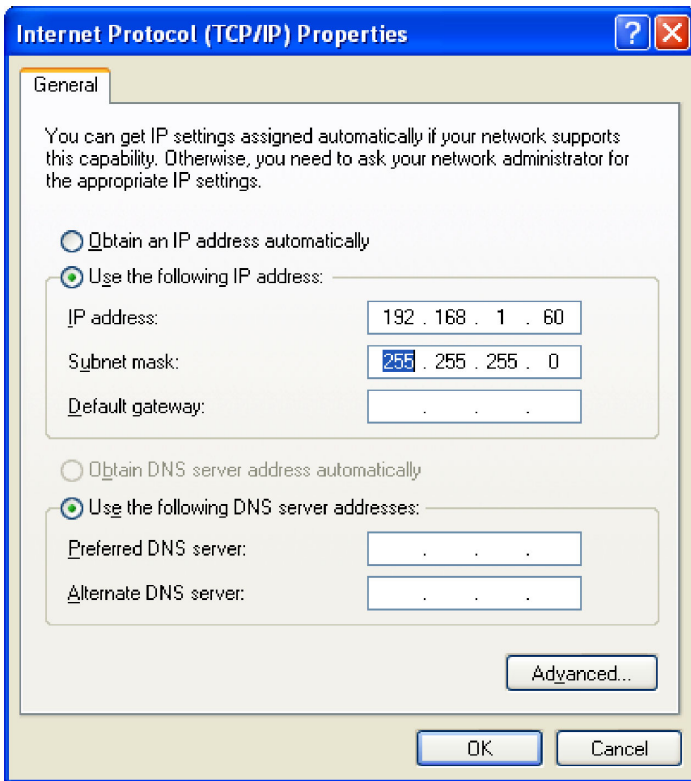 Internet Protocol (TCP/IP) Properties
General
You can get IP settings assigned automatically if your network supports
this capability. Otherwise, you need to ask your network administrator for
the appropriate IP settings.
Obtain an IP address automatically
Use the following IP address:
IP address: 192 . 168 . 1 . 60
Subnet mask: 255 . 255 . 255 . 0
Default gateway: . . .
Obtain DNS server address automatically
Use the following DNS server addresses:
Preferred DNS server: . . .
Alternate DNS server: . . .
Advanced...
OK Cancel